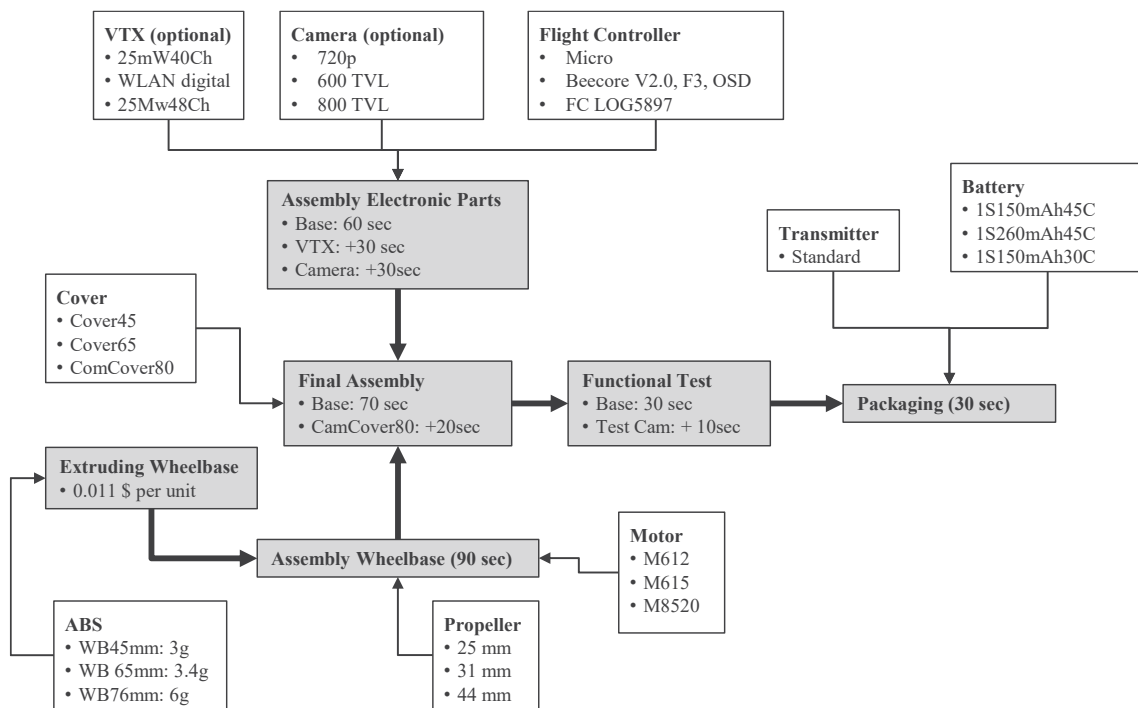 VTX (optional)
• 25mW40Ch
• WLAN digital
• 25Mw48Ch
Camera (optional)
• 720p
• 600 TVL
• 800 TVL
Flight Controller
• Micro
• Beecore V2.0, F3, OSD
• FC LOG5897
Assembly Electronic Parts
• Base: 60 sec
• VTX: +30 sec
• Camera: +30sec
Transmitter
• Standard
Battery
• 1S150mAh45C
• 1S260mAh45C
• 1S150mAh30C
Cover
• Cover45
• Cover65
• ComCover80
Final Assembly
• Base: 70 sec
• CamCover80: +20sec
Functional Test
• Base: 30 sec
• Test Cam: + 10sec
Packaging (30 sec)
Extruding Wheelbase
• 0.011 $ per unit
Assembly Wheelbase (90 sec)
Motor
• M612
• M615
• M8520
ABS
• WB45mm: 3g
• WB 65mm: 3.4g
• WB76mm: 6g
Propeller
• 25 mm
• 31 mm
• 44 mm